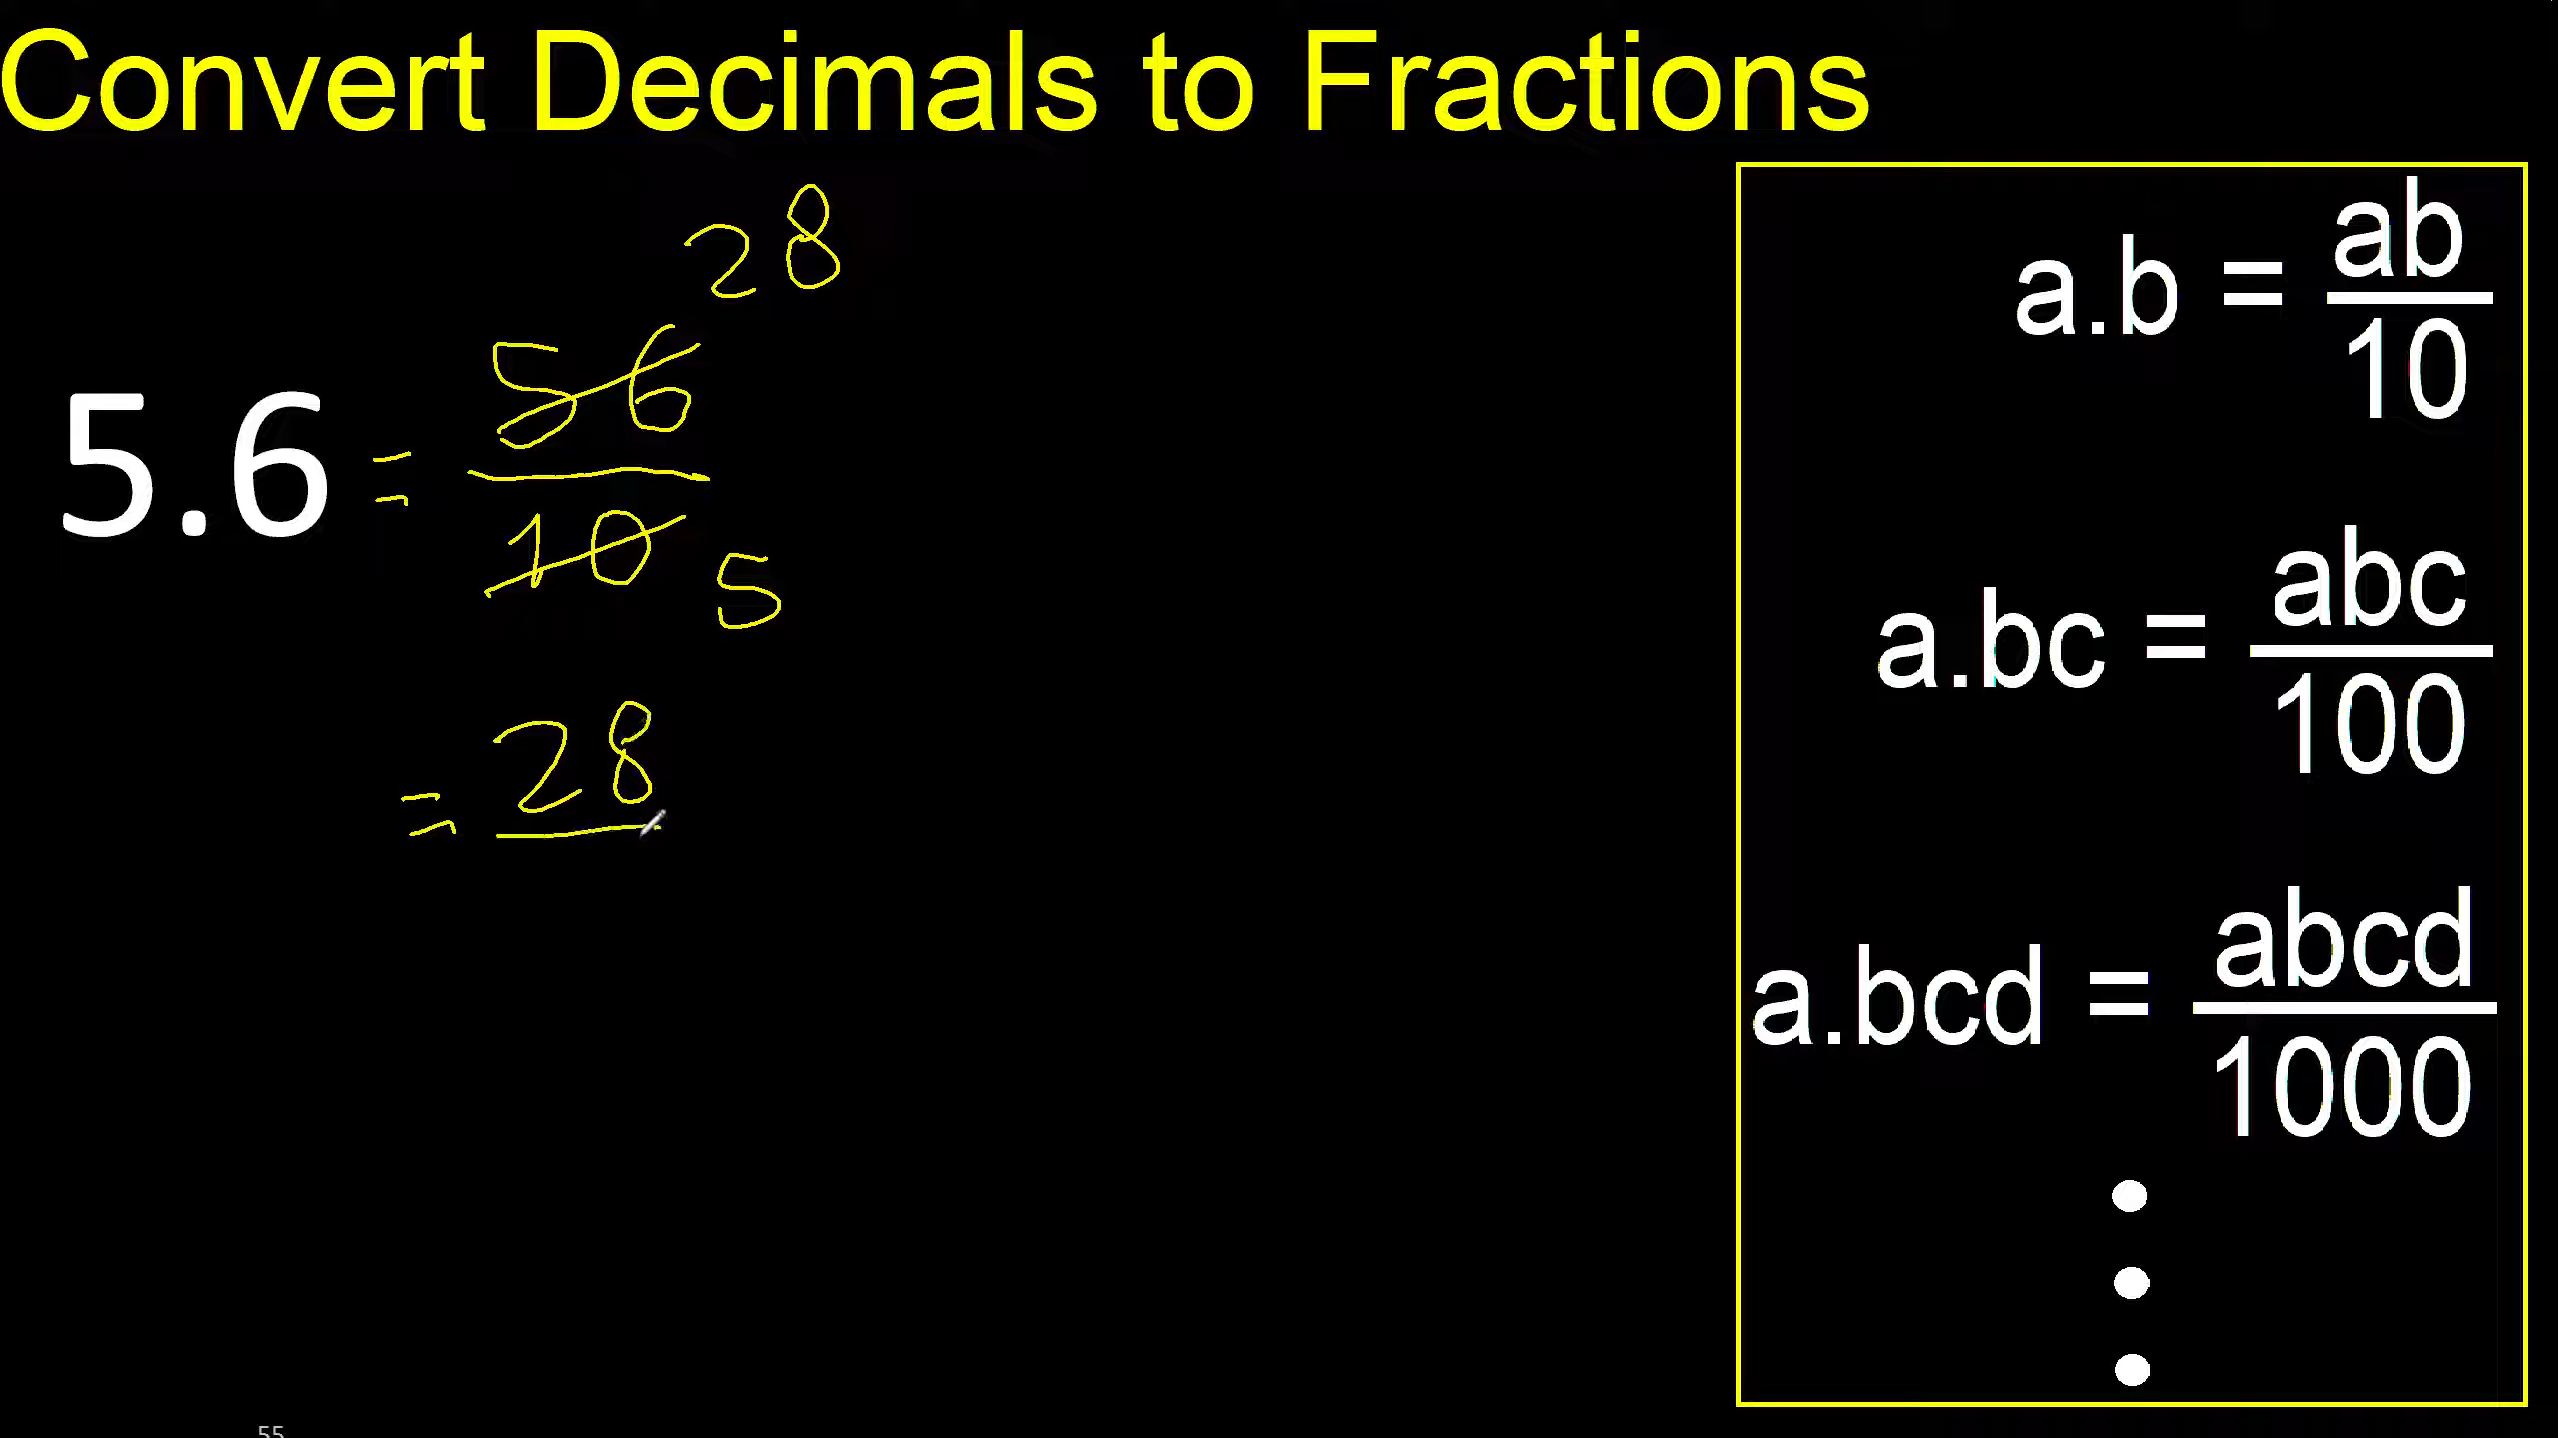 Convert Decimals to Fractions
28
5.6 = 56/10
5
= 28
a.b = ab/10
a.bc = abc/100
a.bcd = abcd/1000
55